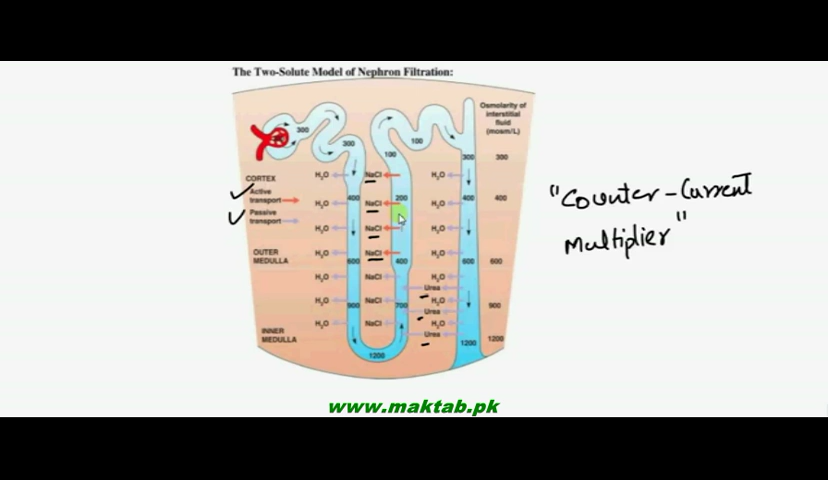 The Two-Solute Model of Nephron Filtration:
Osmolarity of
interstitial
fluid
(mosm/L)
300
300
100
100
300
300
CORTEX
H₂O
NaCl
H₂O
Active
transport
Passive
transport
400
200
400
400
H₂O
NaCl
H₂O
H₂O
NaCl
H₂O
OUTER
MEDULLA
H₂O
NaCl
H₂O
600
400
600
600
H₂O
NaCl
H₂O
Urea
H₂O
900
NaCl
700
H₂O
900
Urea
H₂O
NaCl
H₂O
INNER
MEDULLA
Urea
1200
1200
1200
"Counter-Current
Multiplier"
www.maktab.pk